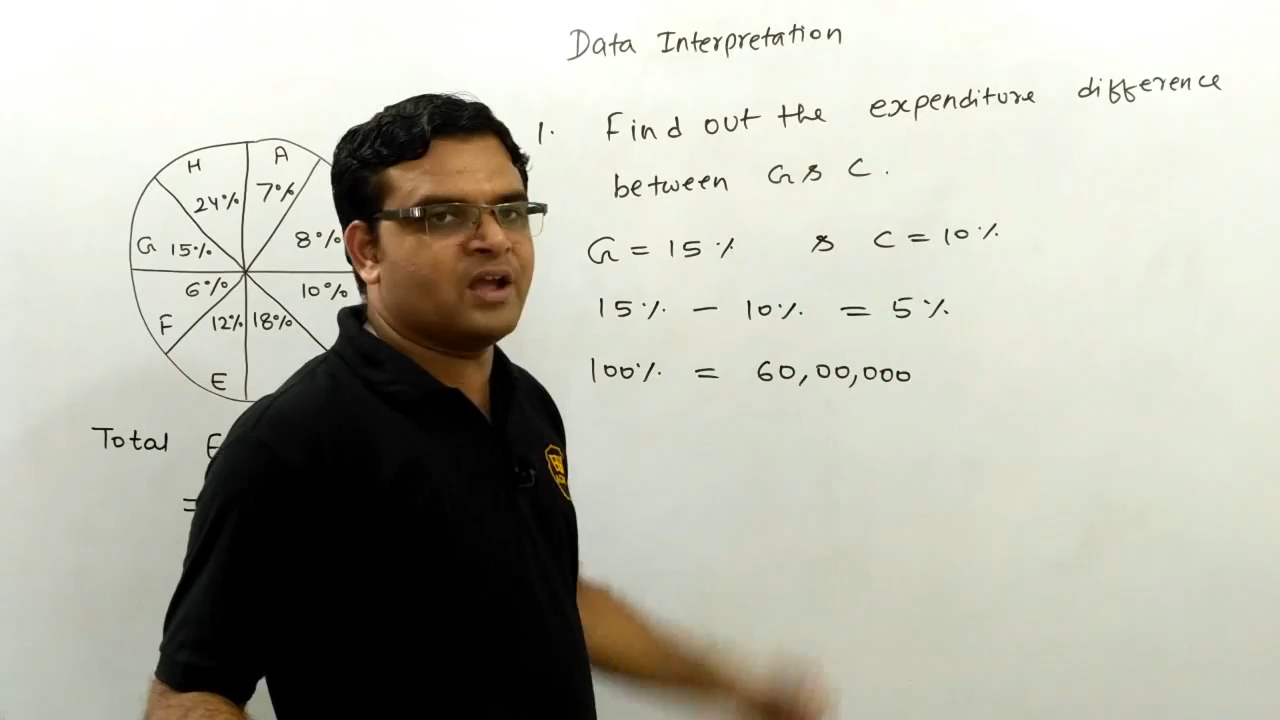 Data Interpretation
1. Find out the expenditure difference
between G & C.
G = 15% & C = 10%
15% - 10% = 5%
100% = 60,00,000
H A
24% 7%
G 15% 8%
6% 10%
F 12% 18%
E
Total
=